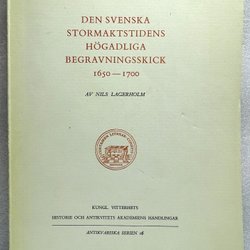 DEN SVENSKA
STORMAKTSTIDENS
HÖGADLIGA
BEGRAVNINGSSKICK
1650—1700
AV NILS LAGERHOLM
KUNGL. VITTERHETS
HISTORIE OCH ANTIKVITETS AKADEMIENS HANDLINGAR
ANTIKVARISKA SERIEN 16